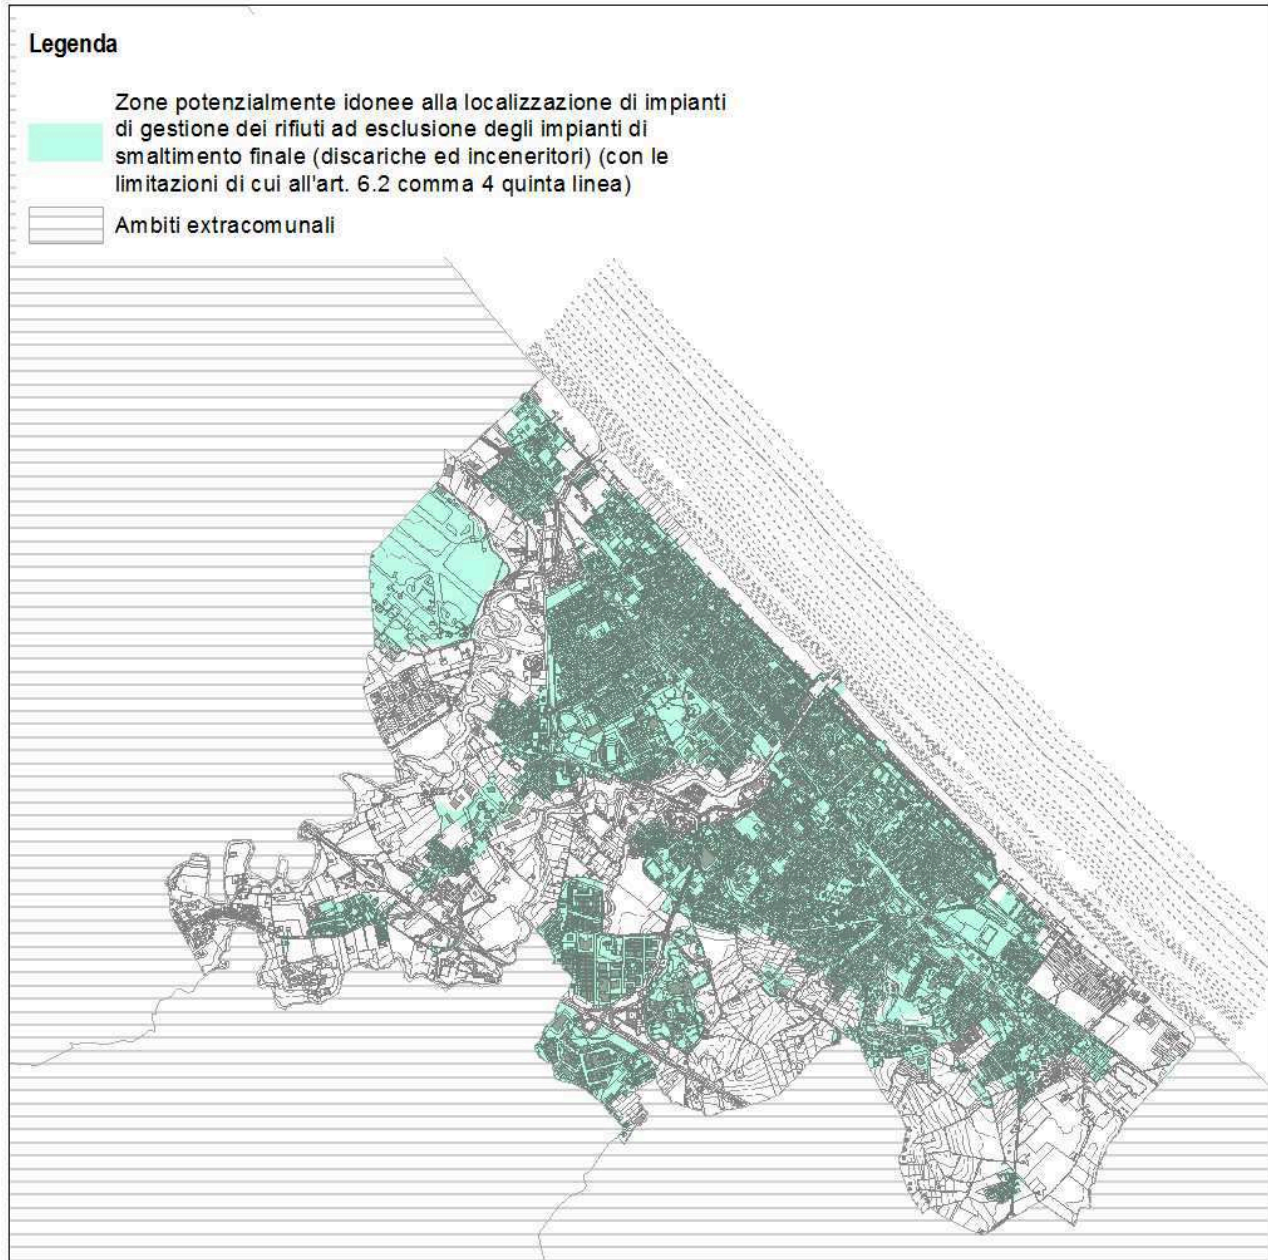 Legenda
Zone potenzialmente idonee alla localizzazione di impianti
di gestione dei rifiuti ad esclusione degli impianti di
smaltimento finale (discariche ed inceneritori) (con le
limitazioni di cui all'art. 6.2 comma 4 quinta linea)
Ambiti extracomunali